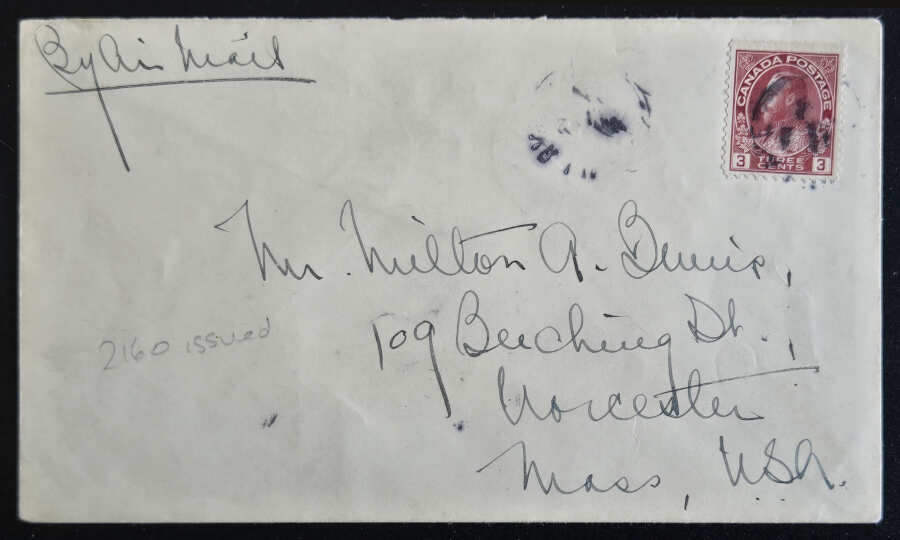 By Air Mail
CANADA POSTAGE
3 THREE CENTS 3
Mr. Milton A.
109 Beeching St.,
Worcester
Mass, USA.
2160 issued